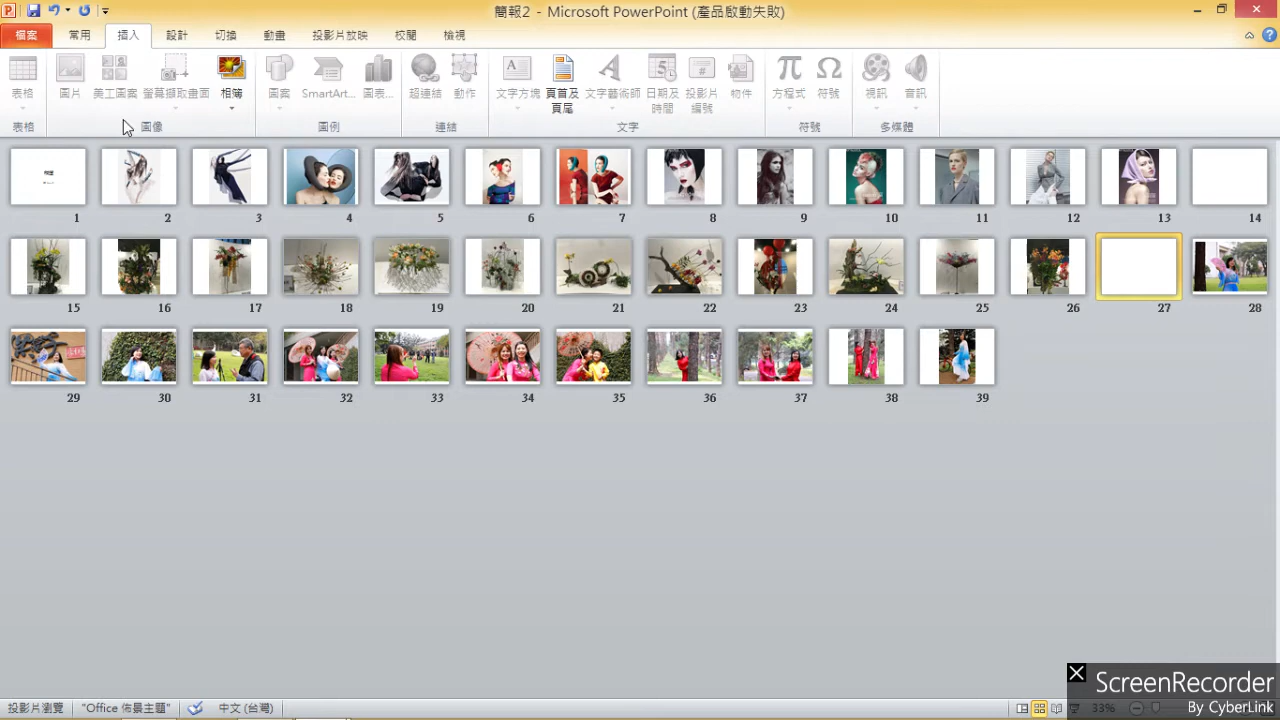 簡報2 - Microsoft PowerPoint (產品啟動失敗)
檔案 常用 插入 設計 切換 動畫 投影片放映 校閱 檢視
表格 圖片 美工圖案 螢幕擷取畫面 相簿 圖案 SmartArt... 圖表... 超連結 動作 文字方塊 頁首及頁尾 文字藝術師 日期及時間 投影片編號 物件 方程式 符號 視訊 音訊
表格 圖像 圖例 連結 文字 符號 多媒體
1 2 3 4 5 6 7 8 9 10 11 12 13 14
15 16 17 18 19 20 21 22 23 24 25 26 27 28
29 30 31 32 33 34 35 36 37 38 39
ScreenRecorder
By CyberLink
投影片瀏覽 "Office 佈景主題" 中文 (台灣) 33%